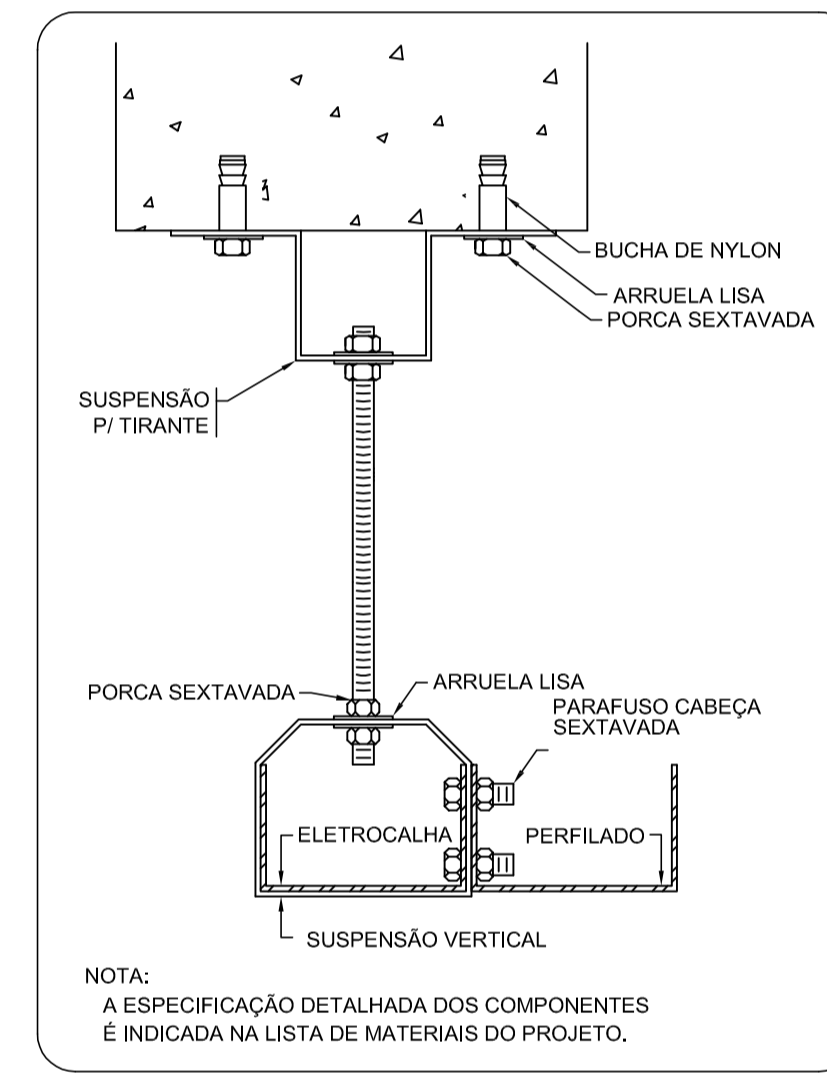 BUCHA DE NYLON
ARRUELA LISA
PORCA SEXTAVADA
SUSPENSÃO
P/ TIRANTE
PORCA SEXTAVADA
ARRUELA LISA
PARAFUSO CABEÇA
SEXTAVADA
ELETROCALHA
PERFILADO
SUSPENSÃO VERTICAL
NOTA:
A ESPECIFICAÇÃO DETALHADA DOS COMPONENTES
É INDICADA NA LISTA DE MATERIAIS DO PROJETO.